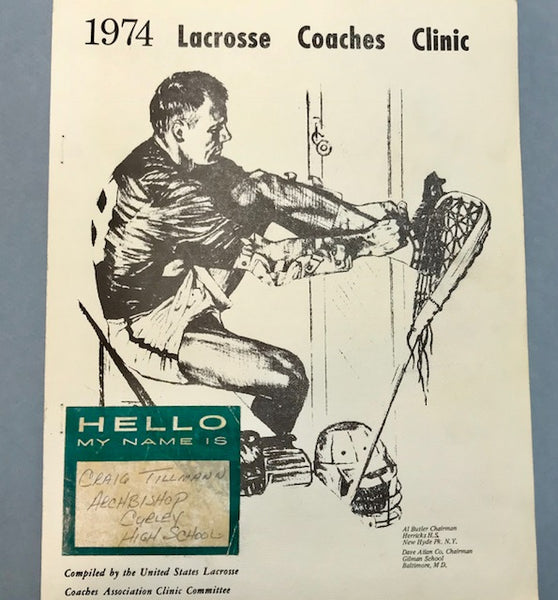 1974 Lacrosse Coaches Clinic
HELLO
MY NAME IS
CRAIG TILLMANN
ARCHBISHOP
CURLEY
HIGH SCHOOL
Al Butler Chairman
Herricks H.S.
New Hyde Pk. N.Y.
Dave Allan Co. Chairman
Gilman School
Baltimore, M.D.
Compiled by the United States Lacrosse
Coaches Association Clinic Committee